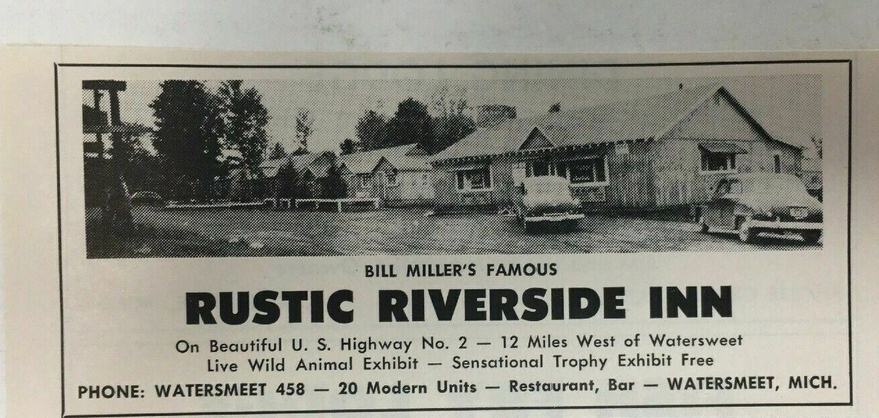 BILL MILLER'S FAMOUS
RUSTIC RIVERSIDE INN
On Beautiful U. S. Highway No. 2 — 12 Miles West of Watersweet
Live Wild Animal Exhibit — Sensational Trophy Exhibit Free
PHONE: WATERSMEET 458 — 20 Modern Units — Restaurant, Bar — WATERSMEET, MICH.